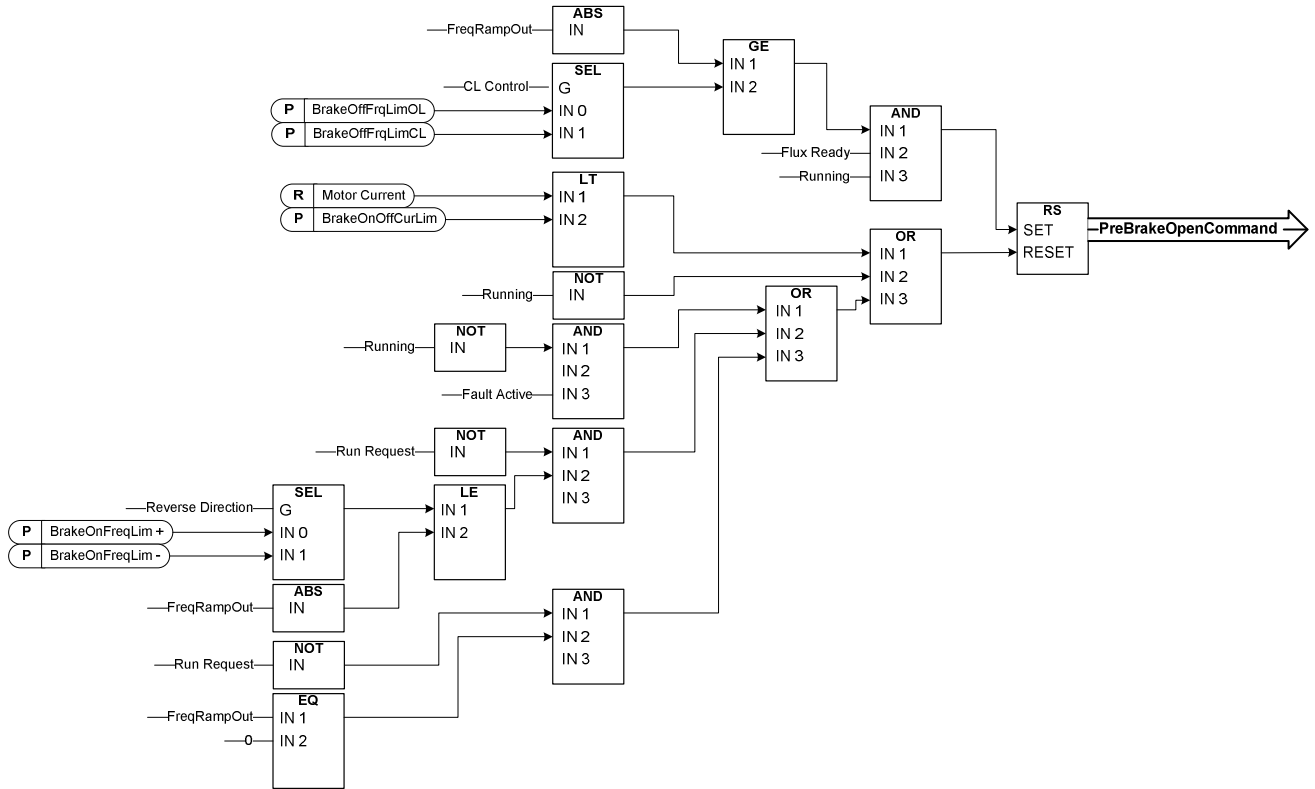 ABS
FreqRampOut
IN
GE
IN 1
IN 2
SEL
CL Control
G
P BrakeOffFrqLimOL
IN 0
P BrakeOffFrqLimCL
IN 1
AND
IN 1
Flux Ready
IN 2
Running
IN 3
LT
R Motor Current
IN 1
P BrakeOnOffCurLim
IN 2
RS
SET
PreBrakeOpenCommand
RESET
OR
IN 1
IN 2
IN 3
NOT
Running
IN
OR
IN 1
IN 2
IN 3
NOT
Running
IN
AND
IN 1
IN 2
Fault Active
IN 3
NOT
Run Request
IN
AND
IN 1
IN 2
IN 3
SEL
Reverse Direction
G
P BrakeOnFreqLim +
IN 0
P BrakeOnFreqLim -
IN 1
LE
IN 1
IN 2
ABS
FreqRampOut
IN
AND
IN 1
IN 2
IN 3
NOT
Run Request
IN
EQ
FreqRampOut
IN 1
0
IN 2